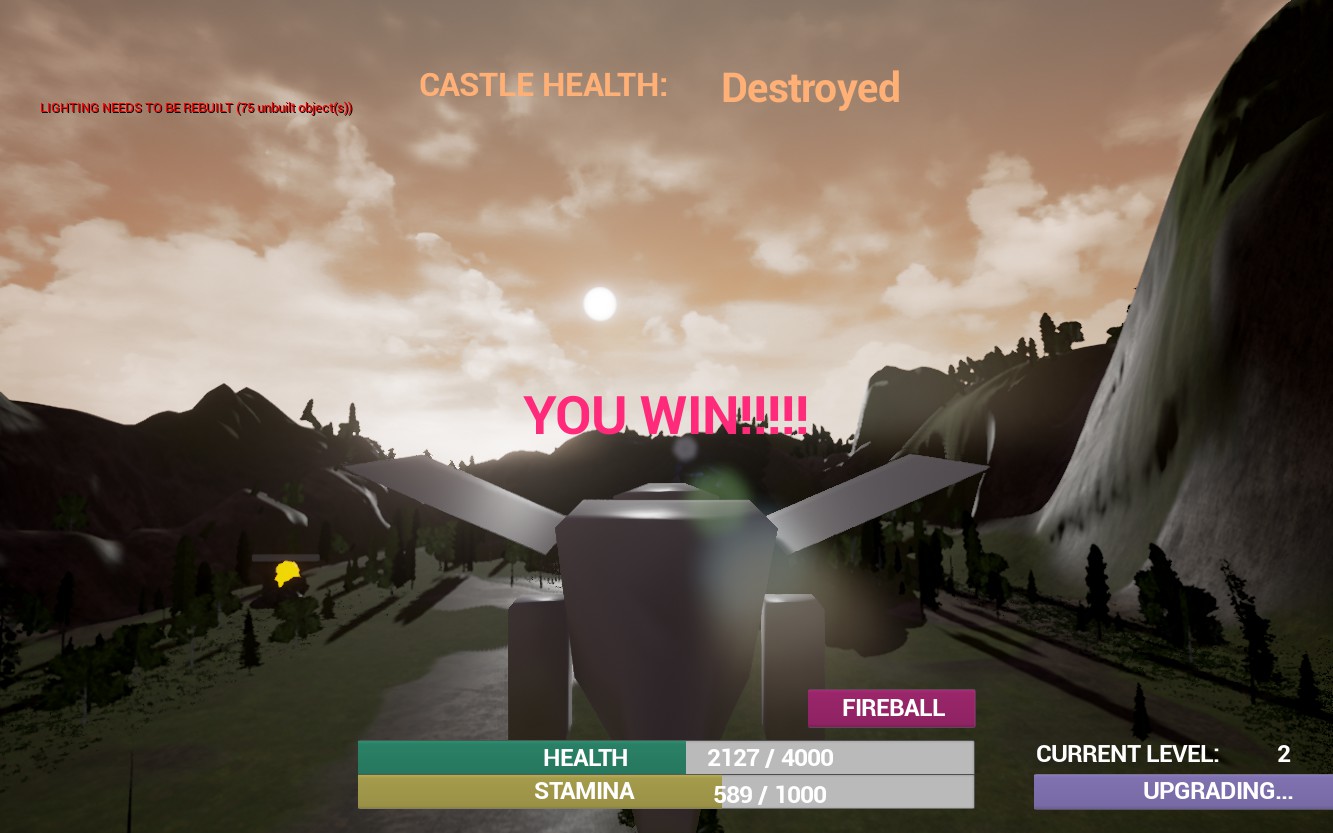 CASTLE HEALTH: Destroyed
LIGHTING NEEDS TO BE REBUILT (75 unbuilt object(s))
YOU WIN!!!!!
FIREBALL
HEALTH 2127 / 4000
CURRENT LEVEL: 2
STAMINA 589 / 1000
UPGRADING...